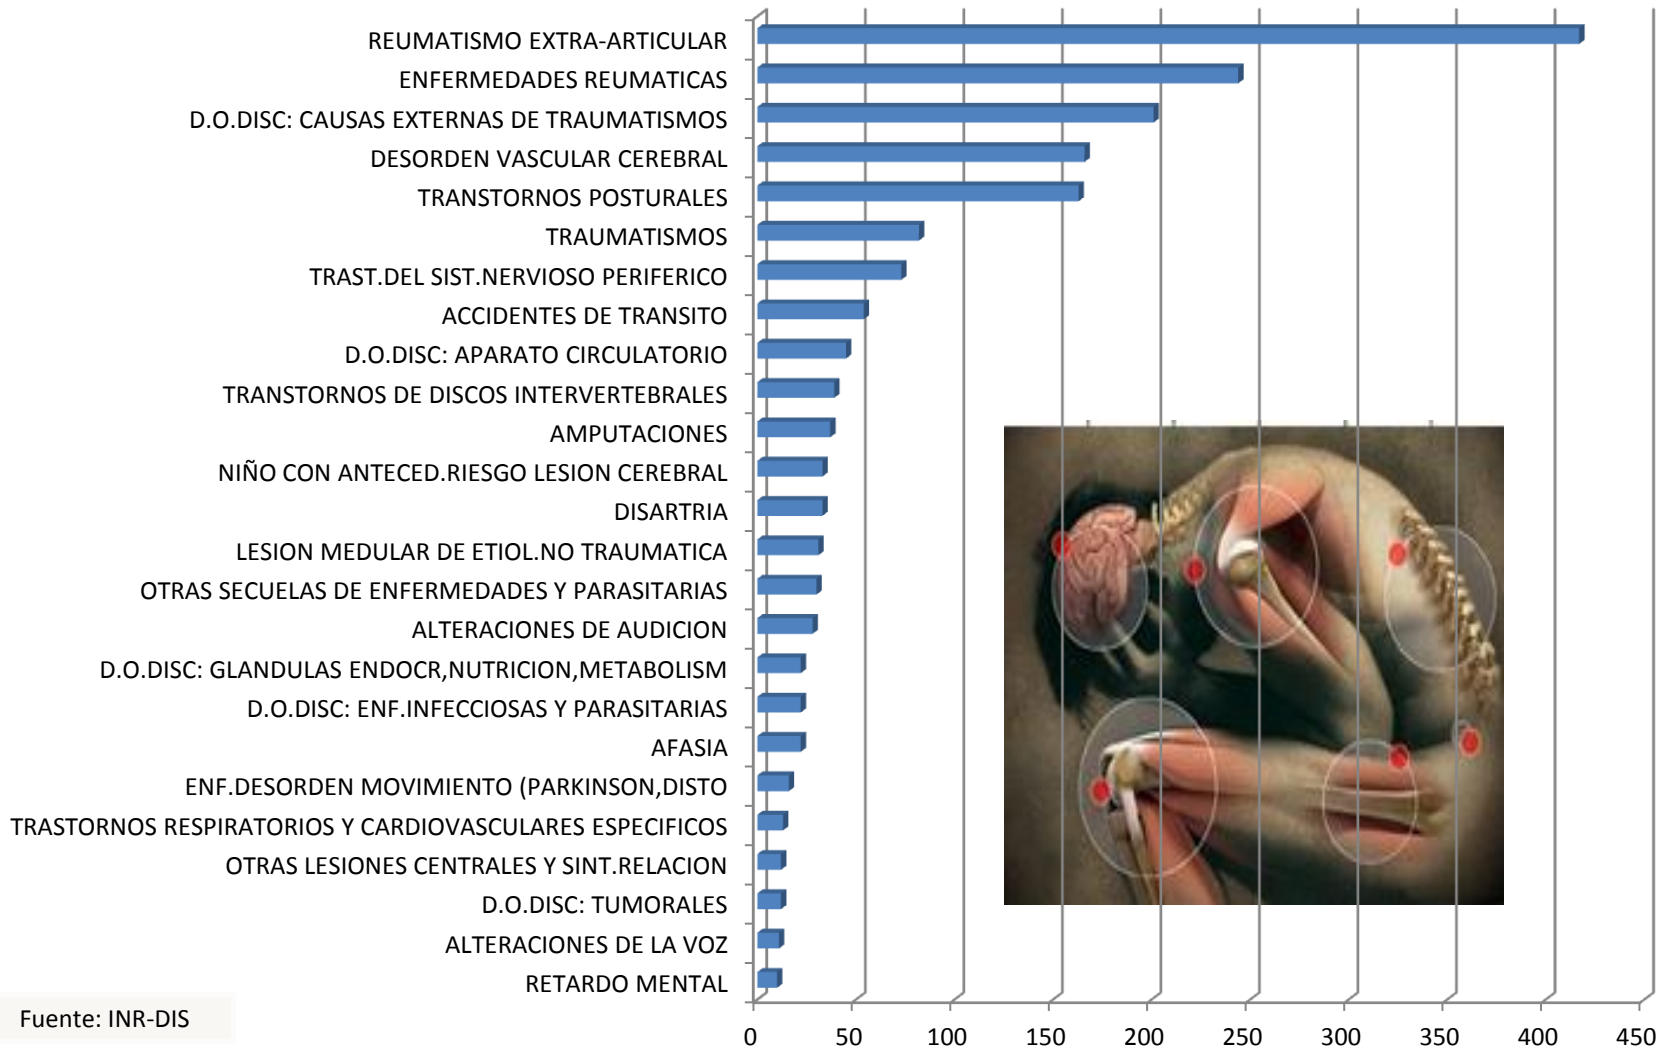 REUMATISMO EXTRA-ARTICULAR
ENFERMEDADES REUMATICAS
D.O.DISC: CAUSAS EXTERNAS DE TRAUMATISMOS
DESORDEN VASCULAR CEREBRAL
TRANSTORNOS POSTURALES
TRAUMATISMOS
TRAST.DEL SIST.NERVIOSO PERIFERICO
ACCIDENTES DE TRANSITO
D.O.DISC: APARATO CIRCULATORIO
TRANSTORNOS DE DISCOS INTERVERTEBRALES
AMPUTACIONES
NIÑO CON ANTECED.RIESGO LESION CEREBRAL
DISARTRIA
LESION MEDULAR DE ETIOL.NO TRAUMATICA
OTRAS SECUELAS DE ENFERMEDADES Y PARASITARIAS
ALTERACIONES DE AUDICION
D.O.DISC: GLANDULAS ENDOCR,NUTRICION,METABOLISM
D.O.DISC: ENF.INFECCIOSAS Y PARASITARIAS
AFASIA
ENF.DESORDEN MOVIMIENTO (PARKINSON,DISTO
TRASTORNOS RESPIRATORIOS Y CARDIOVASCULARES ESPECIFICOS
OTRAS LESIONES CENTRALES Y SINT.RELACION
D.O.DISC: TUMORALES
ALTERACIONES DE LA VOZ
RETARDO MENTAL
Fuente: INR-DIS
0 50 100 150 200 250 300 350 400 450